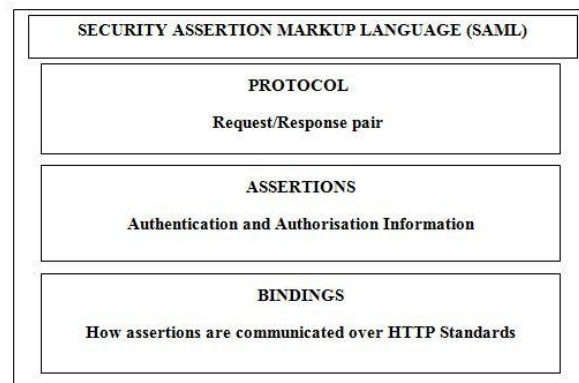 SECURITY ASSERTION MARKUP LANGUAGE (SAML)
PROTOCOL
Request/Response pair
ASSERTIONS
Authentication and Authorisation Information
BINDINGS
How assertions are communicated over HTTP Standards